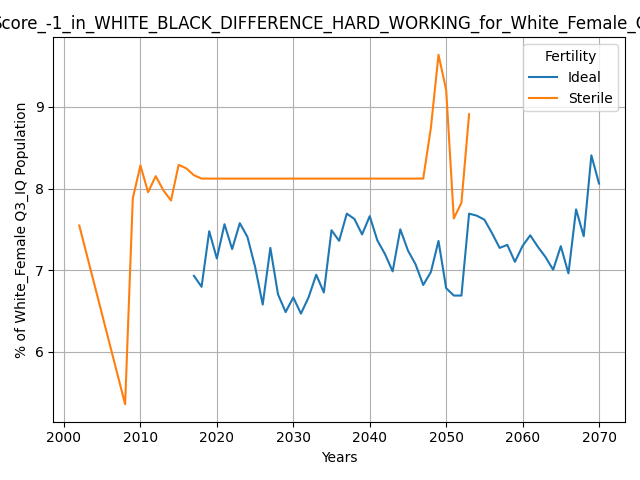 Score_-1_in_WHITE_BLACK_DIFFERENCE_HARD_WORKING_for_White_Female_
Fertility
Ideal
Sterile
% of White_Female Q3_IQ Population
9
8
7
6
2000 2010 2020 2030 2040 2050 2060 2070
Years